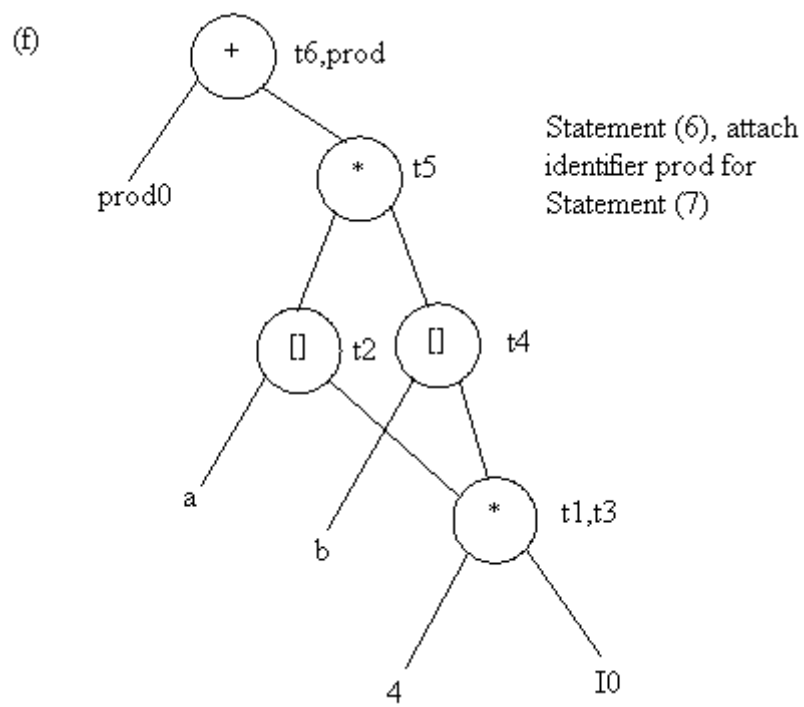 (f)
+ t6,prod
Statement (6), attach
identifier prod for
Statement (7)
* t5
prod0
[] t2
[] t4
a
b
* t1,t3
4
I0